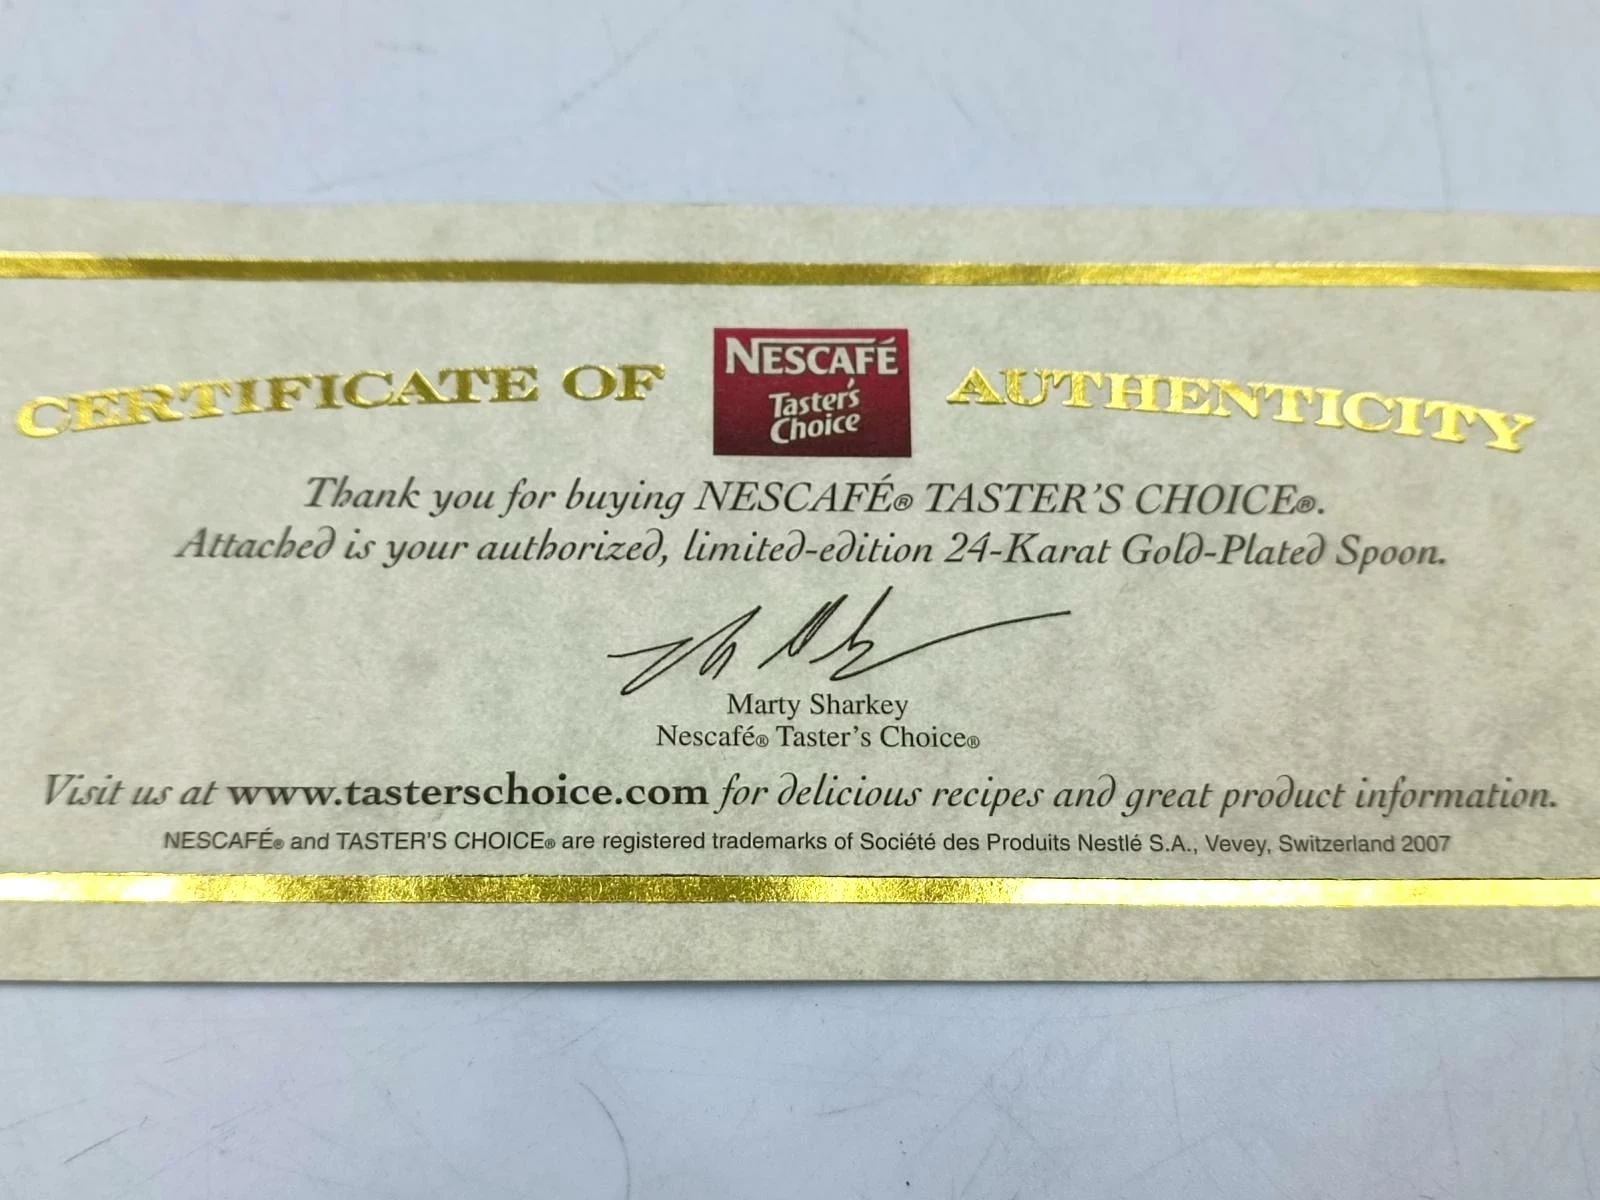 CERTIFICATE OF
NESCAFÉ
Taster's
Choice
AUTHENTICITY
Thank you for buying NESCAFÉ® TASTER'S CHOICE®.
Attached is your authorized, limited-edition 24-Karat Gold-Plated Spoon.
Marty Sharkey
Nescafé® Taster's Choice®
Visit us at www.tasterschoice.com for delicious recipes and great product information.
NESCAFÉ® and TASTER'S CHOICE® are registered trademarks of Société des Produits Nestlé S.A., Vevey, Switzerland 2007